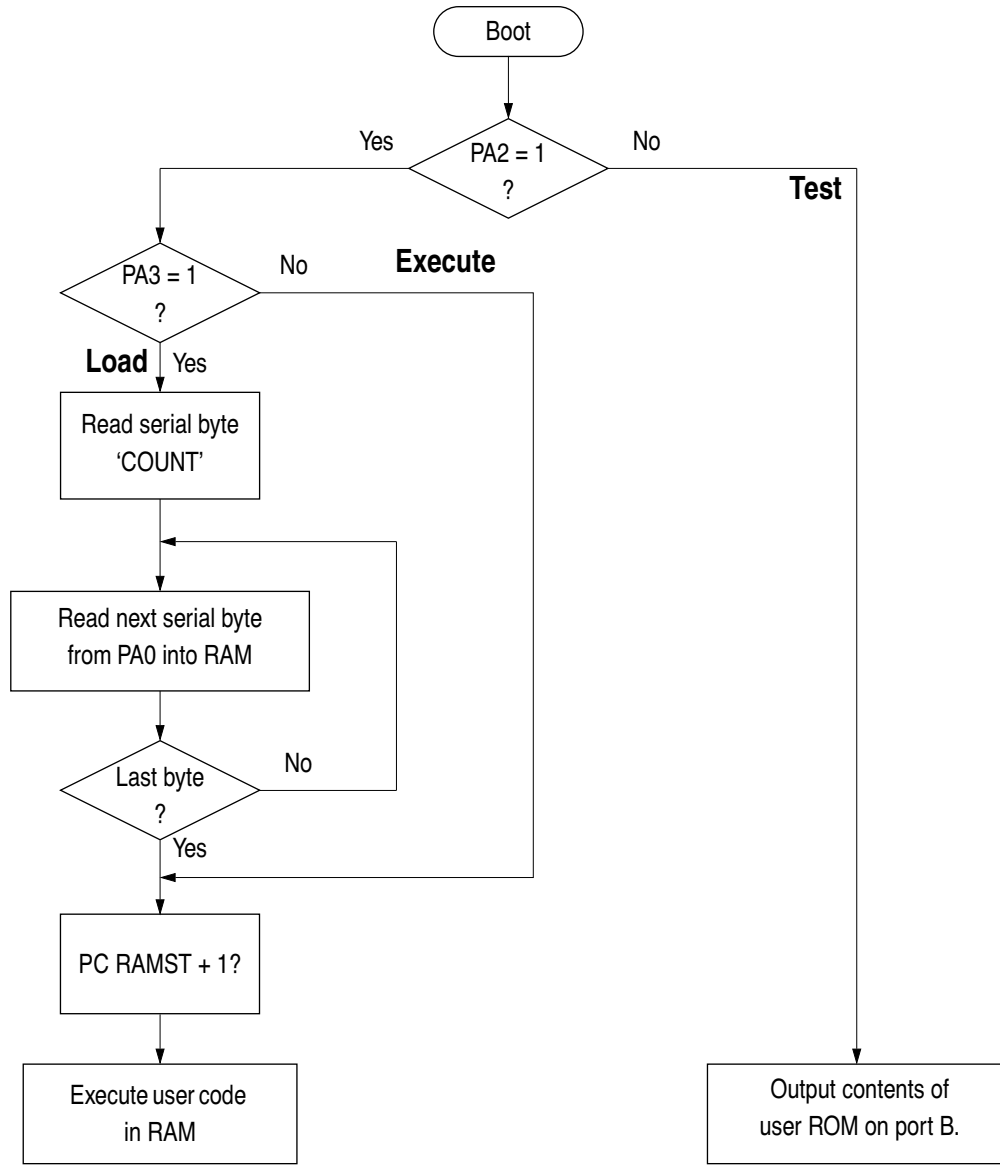 Boot
Yes
PA2 = 1
?
No
Test
PA3 = 1
?
No
Execute
Load
Yes
Read serial byte
‘COUNT’
Read next serial byte
from PA0 into RAM
Last byte
?
No
Yes
PC RAMST + 1?
Execute user code
in RAM
Output contents of
user ROM on port B.